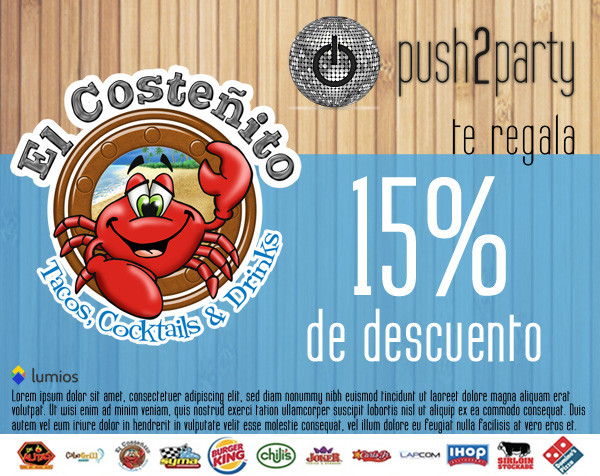 El Costeñito
Tacos, Cocktails & Drinks
push2party
te regala
15%
de descuento
lumios
Lorem ipsum dolor sit amet, consectetuer adipiscing elit, sed diam nonummy nibh euismod tincidunt ut laoreet dolore magna aliquam erat
volutpat. Ut wisi enim ad minim veniam, quis nostrud exerci tation ullamcorper suscipit lobortis nisl ut aliquip ex ea commodo consequat. Duis
autem vel eum iriure dolor in hendrerit in vulputate velit esse molestie consequat, vel illum dolore eu feugiat nulla facilisis at vero eros et.
BURGER
KING
chili's
JOKER
LAPCOM
IHOP
SIRLOIN
STOCKADE
Domino's